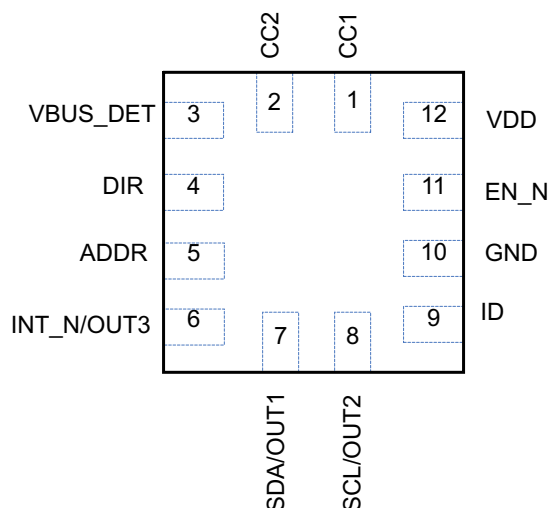 CC2
CC1
2
1
VBUS_DET
3
12
VDD
DIR
4
11
EN_N
ADDR
5
10
GND
INT_N/OUT3
6
9
ID
7
8
SDA/OUT1
SCL/OUT2